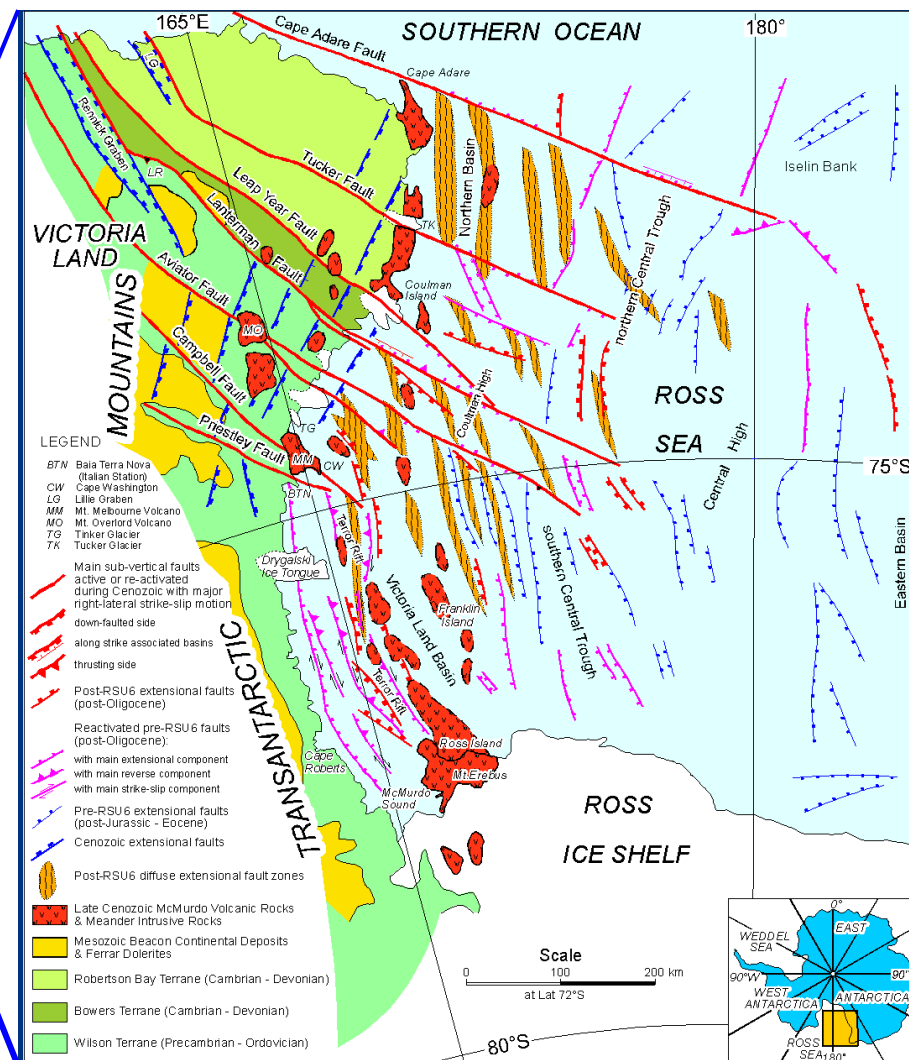 165°E
180°
SOUTHERN OCEAN
Cape Adare Fault
Cape Adare
LG
Rennick Graben
LR
Tucker Fault
Leap Year Fault
Lanterman Fault
Northern Basin
Iselin Bank
TK
VICTORIA
LAND
Aviator Fault
Coulman
Island
northern Central Trough
MO
Campbell Fault
MOUNTAINS
Coulman High
ROSS
SEA
Priestley Fault
TG
MM
CW
BTN
75°S
Central High
Eastern Basin
LEGEND
BTN Baia Terra Nova
(Italian Station)
CW Cape Washington
LG Lillie Graben
MM Mt. Melbourne Volcano
MO Mt. Overlord Volcano
TG Tinker Glacier
TK Tucker Glacier
Main sub-vertical faults
active or re-activated
during Cenozoic with major
right-lateral strike-slip motion
down-faulted side
along strike associated basins
thrusting side
Post-RSU6 extensional faults
(post-Oligocene)
Reactivated pre-RSU6 faults
(post-Oligocene):
with main extensional component
with main reverse component
with main strike-slip component
Pre-RSU6 extensional faults
(post-Jurassic - Eocene)
Cenozoic extensional faults
Post-RSU6 diffuse extensional fault zones
Late Cenozoic McMurdo Volcanic Rocks
& Meander Intrusive Rocks
Mesozoic Beacon Continental Deposits
& Ferrar Dolerites
Robertson Bay Terrane (Cambrian - Devonian)
Bowers Terrane (Cambrian - Devonian)
Wilson Terrane (Precambrian - Ordovician)
Terror Rift
Drygalski
Ice Tongue
Victoria Land Basin
Franklin
Island
southern Central Trough
TRANSANTARCTIC
Terror Rift
Ross Island
Mt.Erebus
Cape
Roberts
McMurdo
Sound
ROSS
ICE SHELF
Scale
0 100 200 km
at Lat 72°S
80°S
0°
WEDDEL
SEA
EAST
90°W
90°
WEST
ANTARCTICA
ANTARCTICA
ROSS
SEA
180°